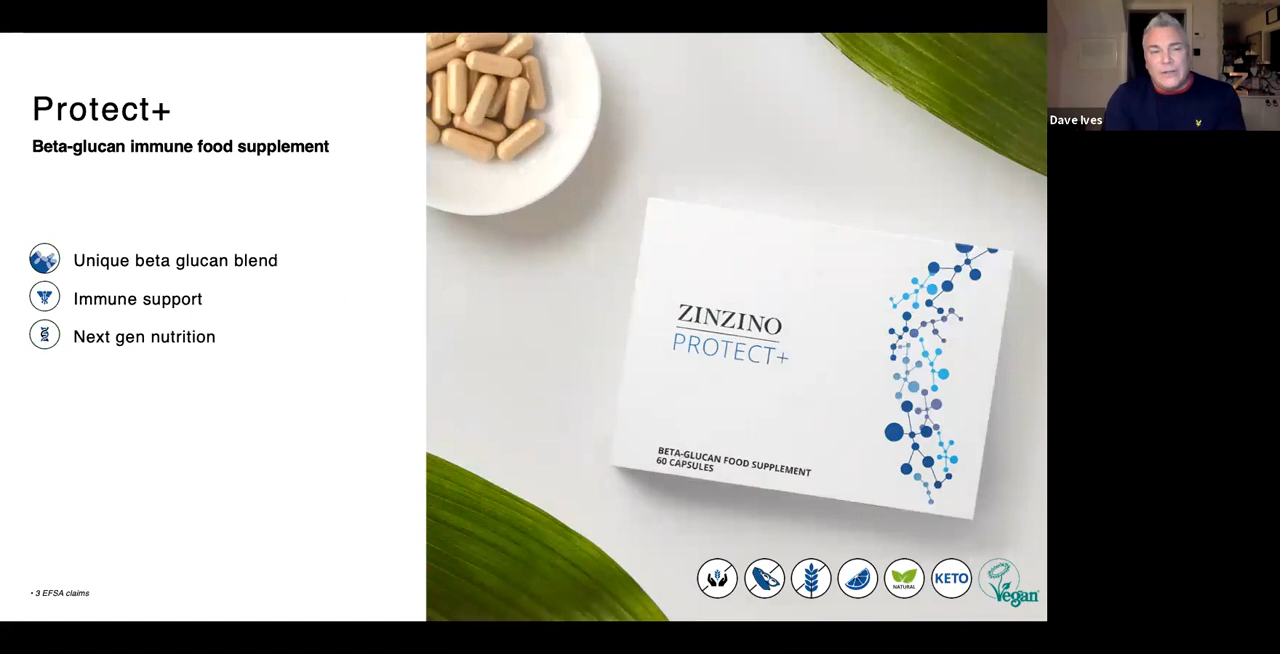 Protect+
Beta-glucan immune food supplement
Unique beta glucan blend
Immune support
Next gen nutrition
• 3 EFSA claims
ZINZINO
PROTECT+
BETA-GLUCAN FOOD SUPPLEMENT
60 CAPSULES
NATURAL
KETO
Vegan
Dave Ives